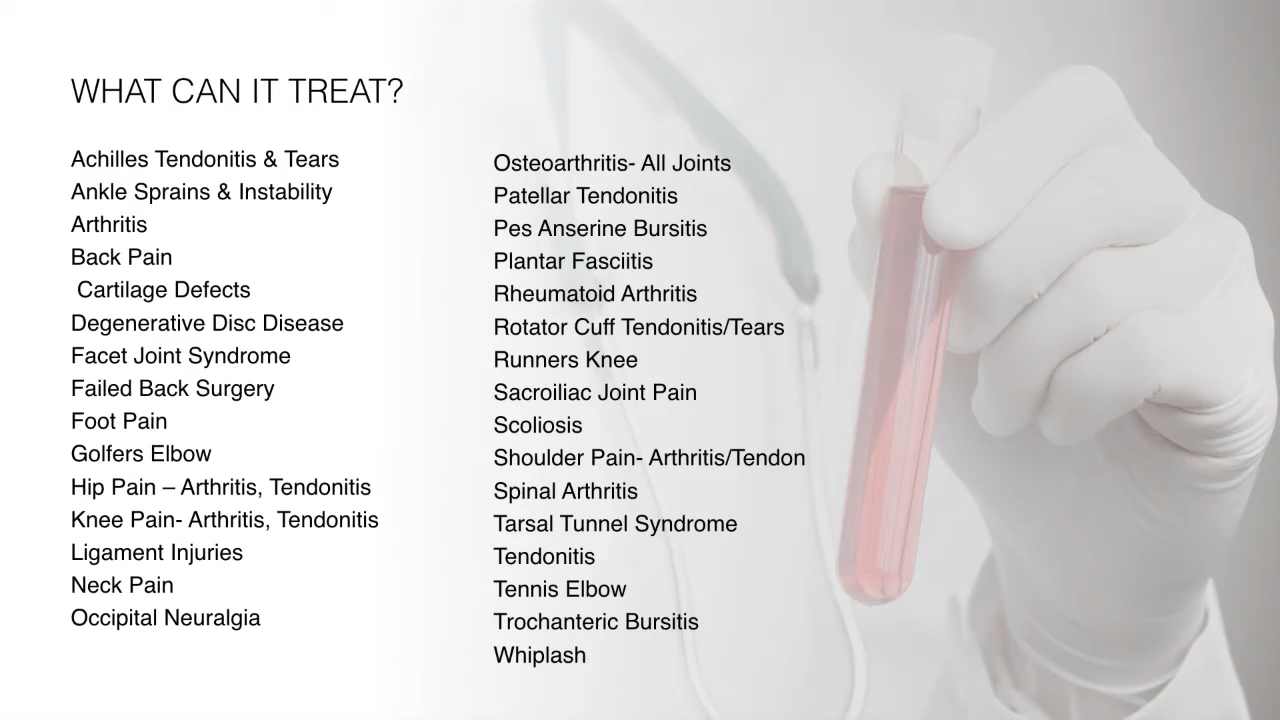 WHAT CAN IT TREAT?
Achilles Tendonitis & Tears
Ankle Sprains & Instability
Arthritis
Back Pain
Cartilage Defects
Degenerative Disc Disease
Facet Joint Syndrome
Failed Back Surgery
Foot Pain
Golfers Elbow
Hip Pain – Arthritis, Tendonitis
Knee Pain- Arthritis, Tendonitis
Ligament Injuries
Neck Pain
Occipital Neuralgia
Osteoarthritis- All Joints
Patellar Tendonitis
Pes Anserine Bursitis
Plantar Fasciitis
Rheumatoid Arthritis
Rotator Cuff Tendonitis/Tears
Runners Knee
Sacroiliac Joint Pain
Scoliosis
Shoulder Pain- Arthritis/Tendon
Spinal Arthritis
Tarsal Tunnel Syndrome
Tendonitis
Tennis Elbow
Trochanteric Bursitis
Whiplash